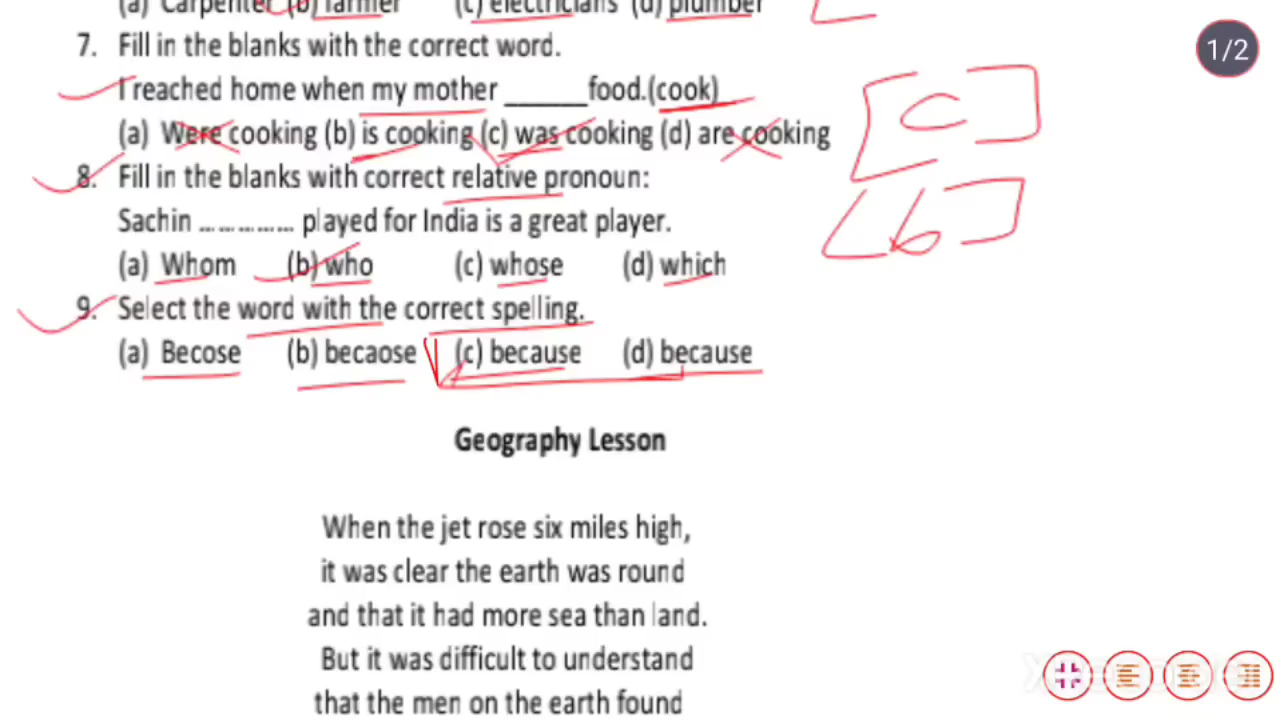 (a) Carpenter (b) farmer (c) electricians (d) plumber
7. Fill in the blanks with the correct word.
1/2
I reached home when my mother ______food.(cook)
c
(a) Were cooking (b) is cooking (c) was cooking (d) are cooking
8. Fill in the blanks with correct relative pronoun:
b
Sachin ............... played for India is a great player.
(a) Whom (b) who (c) whose (d) which
9. Select the word with the correct spelling.
(a) Becose (b) becaose (c) because (d) because
Geography Lesson
When the jet rose six miles high,
it was clear the earth was round
and that it had more sea than land.
But it was difficult to understand
that the men on the earth found